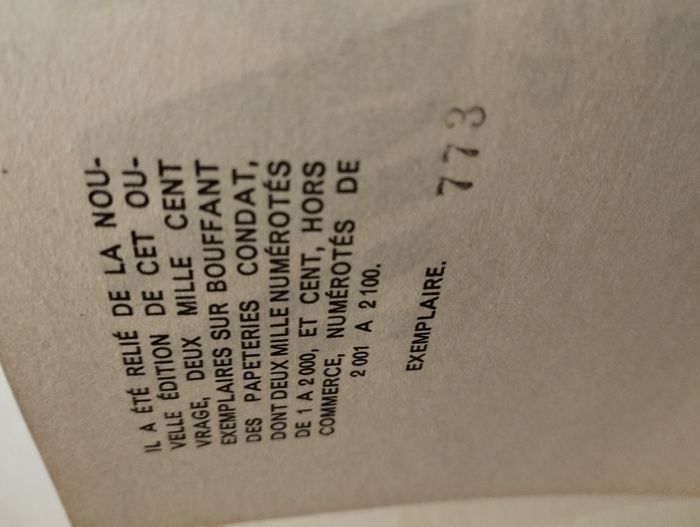 IL A ÉTÉ RELIÉ DE LA NOU-
VELLE ÉDITION DE CET OU-
VRAGE, DEUX MILLE CENT
EXEMPLAIRES SUR BOUFFANT
DES PAPETERIES CONDAT,
DONT DEUX MILLE NUMÉROTÉS
DE 1 A 2 000, ET CENT, HORS
COMMERCE, NUMÉROTÉS DE
2 001 A 2 100.
EXEMPLAIRE. 773